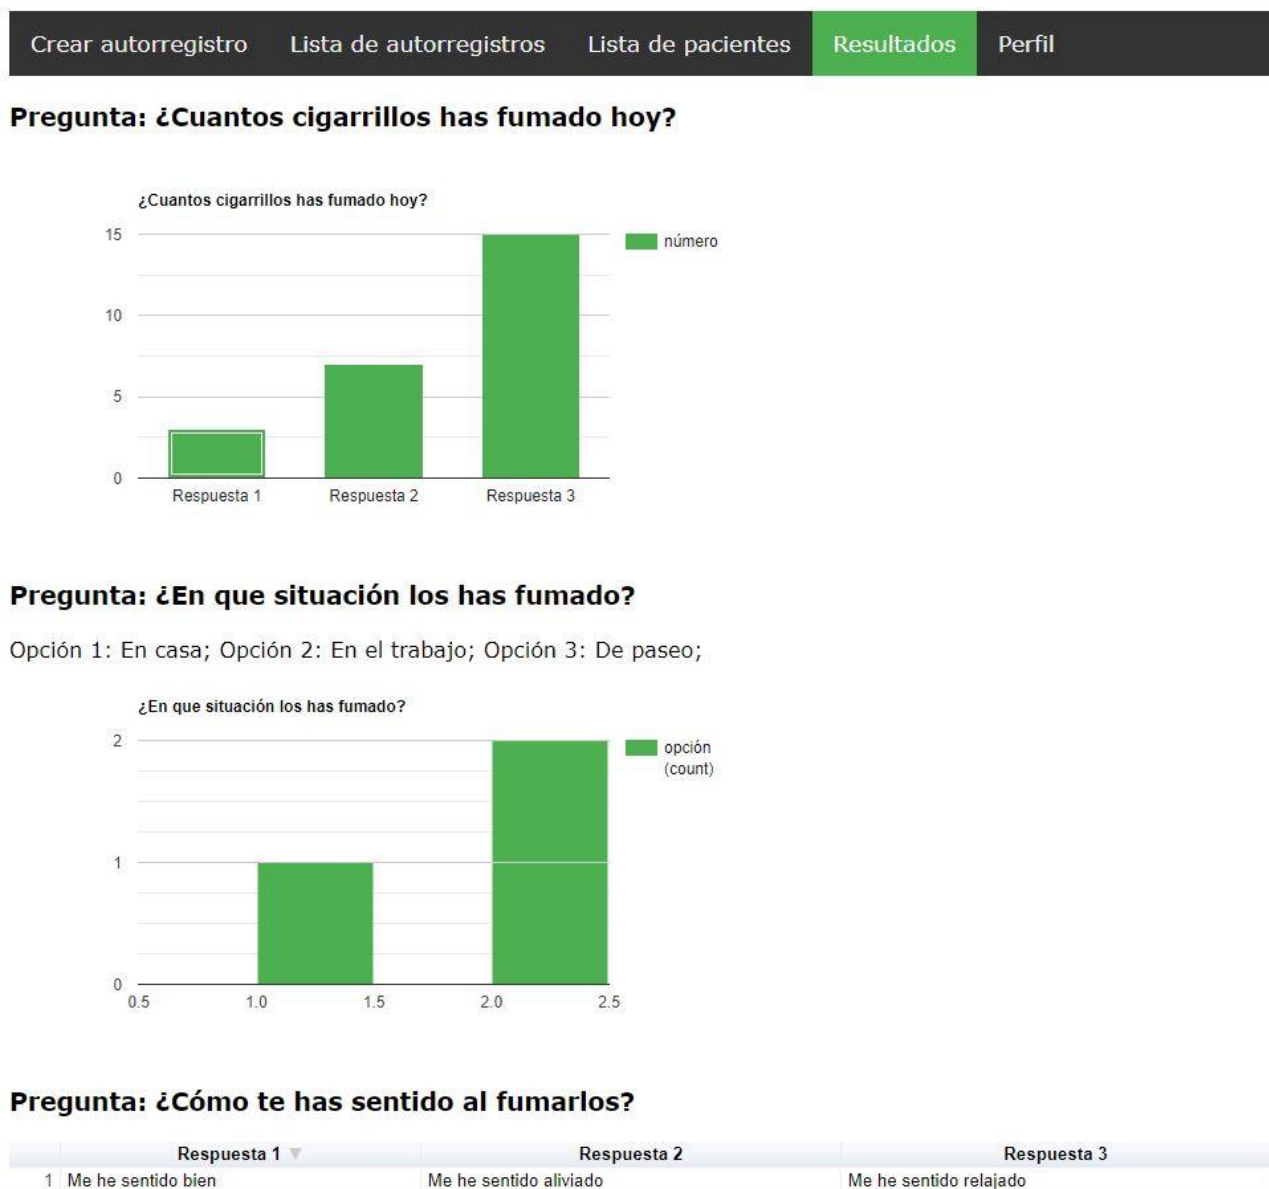 Crear autorregistro Lista de autorregistros Lista de pacientes Resultados Perfil
Pregunta: ¿Cuantos cigarrillos has fumado hoy?
¿Cuantos cigarrillos has fumado hoy?
15
número
10
5
0
Respuesta 1 Respuesta 2 Respuesta 3
Pregunta: ¿En que situación los has fumado?
Opción 1: En casa; Opción 2: En el trabajo; Opción 3: De paseo;
¿En que situación los has fumado?
2
opción
(count)
1
0
0.5 1.0 1.5 2.0 2.5
Pregunta: ¿Cómo te has sentido al fumarlos?
Respuesta 1 ▼ Respuesta 2 Respuesta 3
1 Me he sentido bien Me he sentido aliviado Me he sentido relajado